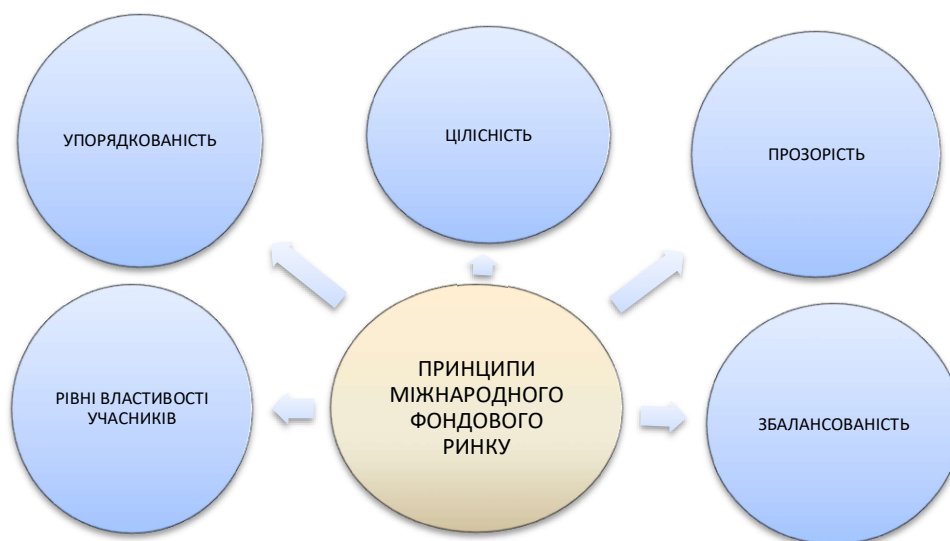 УПОРЯДКОВАНІСТЬ
ЦІЛІСНІСТЬ
ПРОЗОРІСТЬ
РІВНІ ВЛАСТИВОСТІ
УЧАСНИКІВ
ПРИНЦИПИ
МІЖНАРОДНОГО
ФОНДОВОГО
РИНКУ
ЗБАЛАНСОВАНІСТЬ